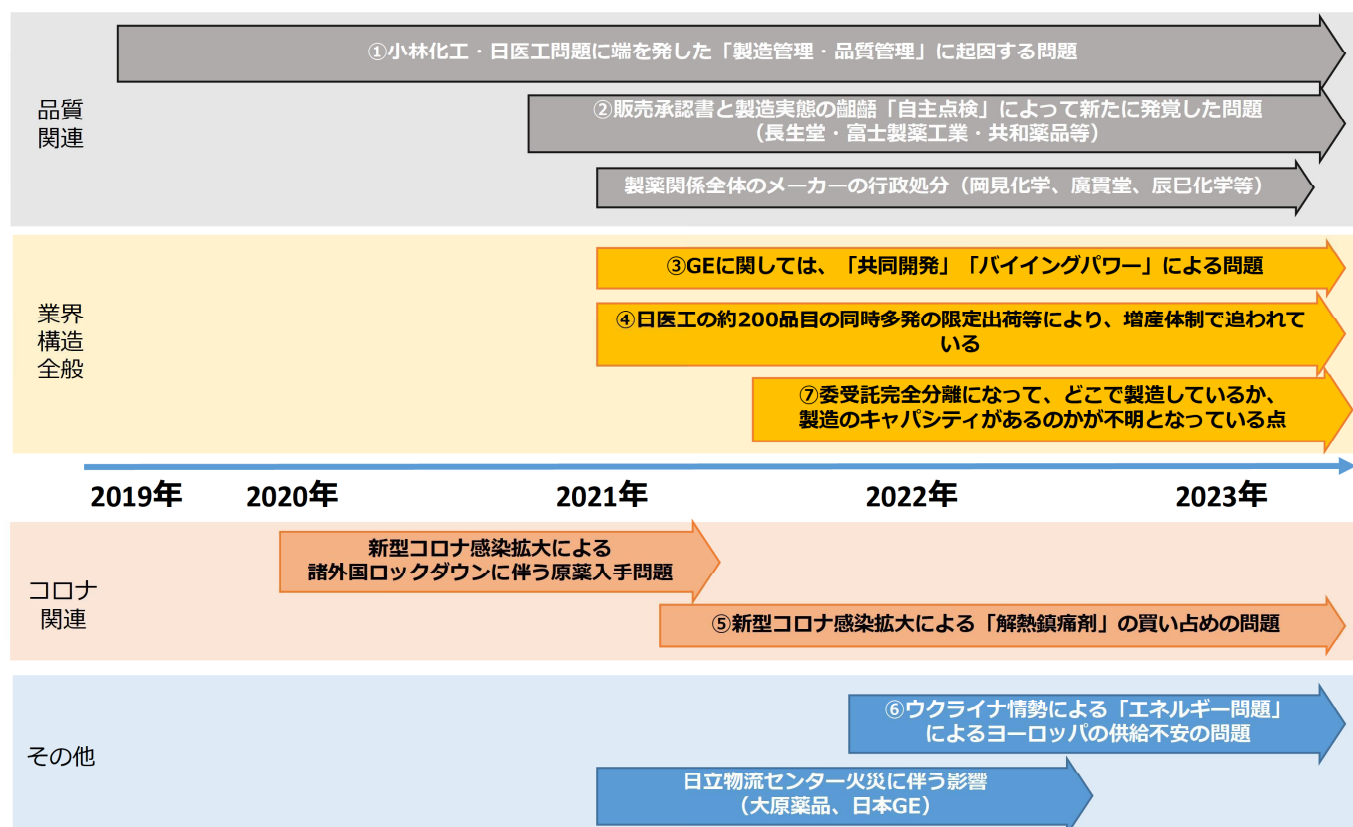 品質
関連
①小林化工・日医工問題に端を発した「製造管理・品質管理」に起因する問題
②販売承認書と製造実態の齟齬「自主点検」によって新たに発覚した問題
(長生堂・富士製薬工業・共和薬品等)
製薬関係全体のメーカーの行政処分(岡見化学、廣貫堂、辰巳化学等)
業界
構造
全般
③GEに関しては、「共同開発」「バイイングパワー」による問題
④日医工の約200品目の同時多発の限定出荷等により、増産体制で追われて
いる
⑦委受託完全分離になって、どこで製造しているか、
製造のキャパシティがあるのかが不明となっている点
2019年 2020年 2021年 2022年 2023年
コロナ
関連
新型コロナ感染拡大による
諸外国ロックダウンに伴う原薬入手問題
⑤新型コロナ感染拡大による「解熱鎮痛剤」の買い占めの問題
その他
⑥ウクライナ情勢による「エネルギー問題」
によるヨーロッパの供給不安の問題
日立物流センター火災に伴う影響
(大原薬品、日本GE)